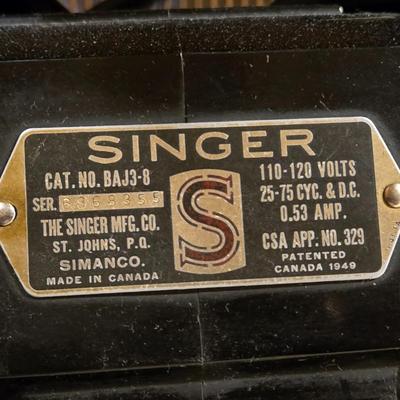 SINGER
CAT. NO. BAJ3-8
SER.
THE SINGER MFG. CO.
ST. JOHNS, P.Q.
SIMANCO.
MADE IN CANADA
S
110-120 VOLTS
25-75 CYC. & D.C.
0.53 AMP.
CSA APP. NO. 329
PATENTED
CANADA 1949